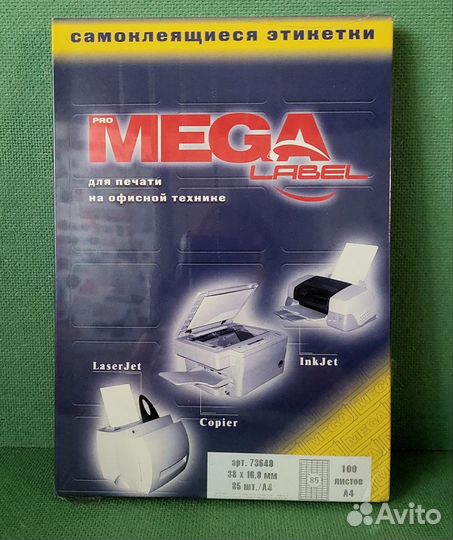 самоклеящиеся этикетки
PRO
MEGA
LABEL
для печати
на офисной технике
InkJet
LaserJet
Copier
арт. 73649
38 x 16,9 мм
85 шт./А4
85
100
листов
А4
Avito